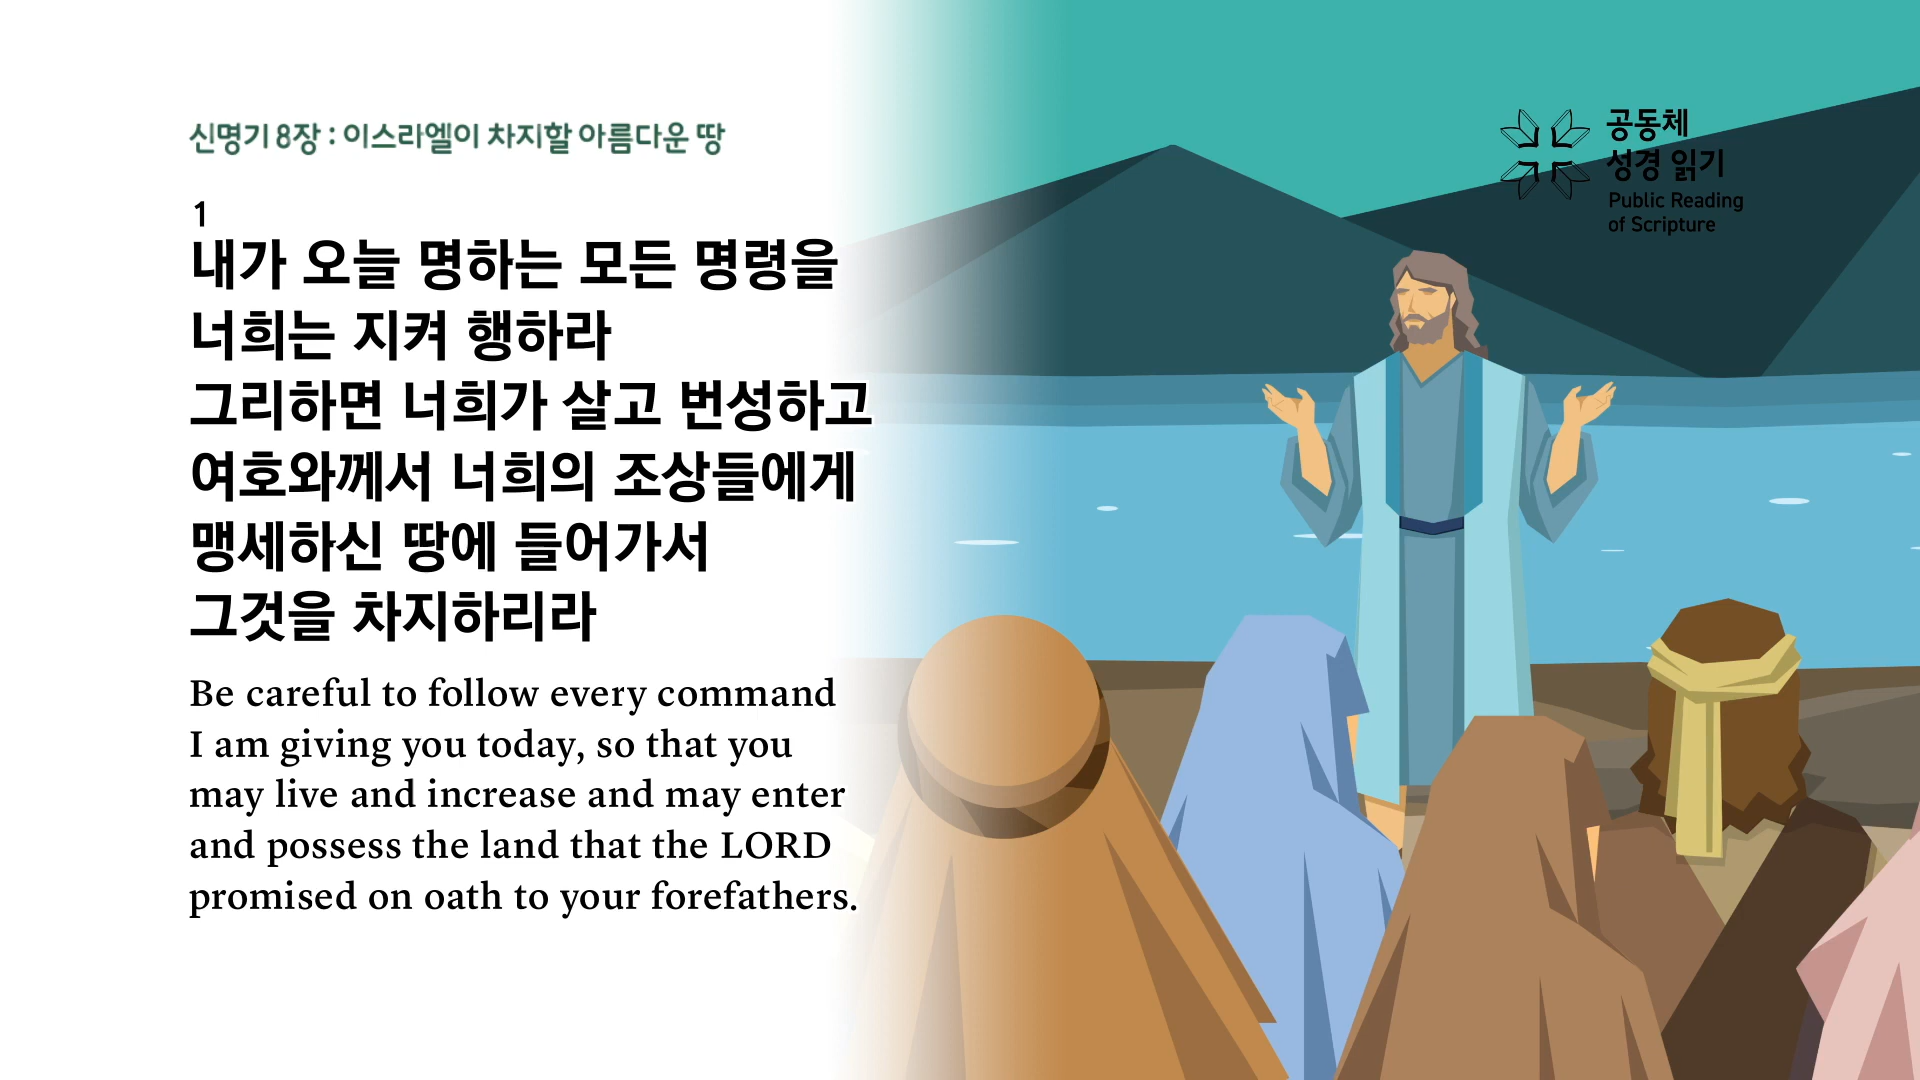 신명기 8장 : 이스라엘이 차지할 아름다운 땅
1
내가 오늘 명하는 모든 명령을
너희는 지켜 행하라
그리하면 너희가 살고 번성하고
여호와께서 너희의 조상들에게
맹세하신 땅에 들어가서
그것을 차지하리라
Be careful to follow every command
I am giving you today, so that you
may live and increase and may enter
and possess the land that the LORD
promised on oath to your forefathers.
공동체
성경 읽기
Public Reading
of Scripture